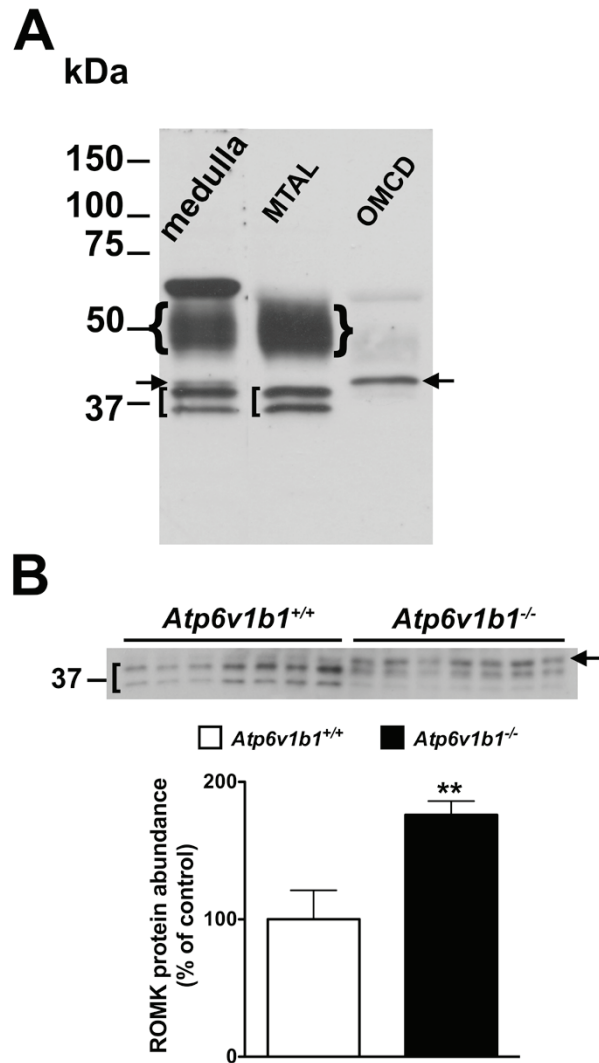 A
kDa
medulla MTAL OMCD
150
100
75
50
37
B
Atp6v1b1+/+ Atp6v1b1-/-
37
Atp6v1b1+/+ Atp6v1b1-/-
**
200
100
0
ROMK protein abundance
(% of control)